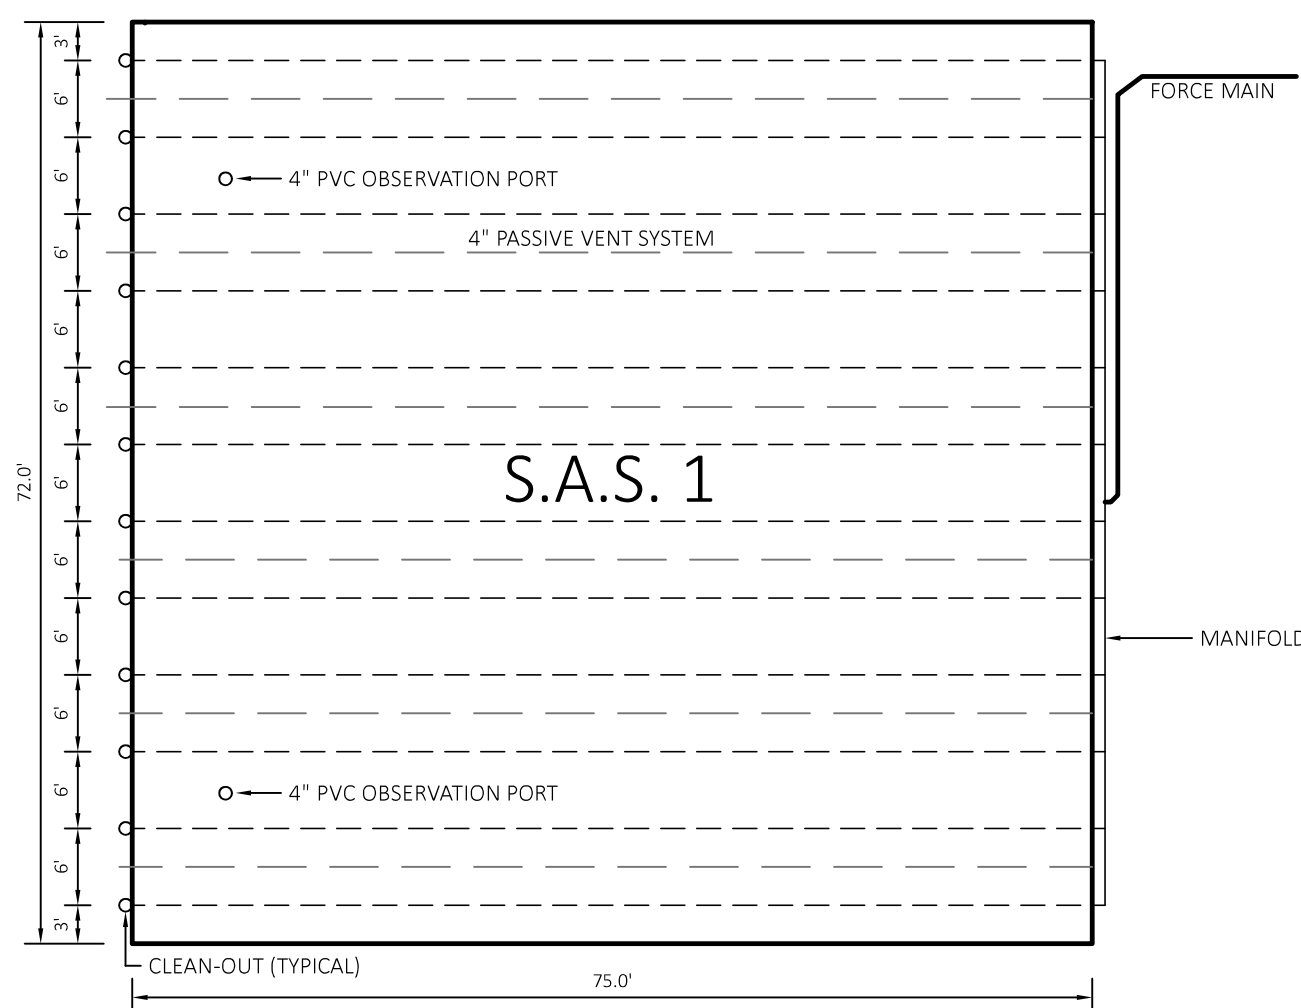 3'
6'
FORCE MAIN
6'
4" PVC OBSERVATION PORT
6'
4" PASSIVE VENT SYSTEM
6'
6'
72.0'
6'
S.A.S. 1
6'
6'
MANIFOLD
6'
6'
4" PVC OBSERVATION PORT
6'
3'
CLEAN-OUT (TYPICAL)
75.0'